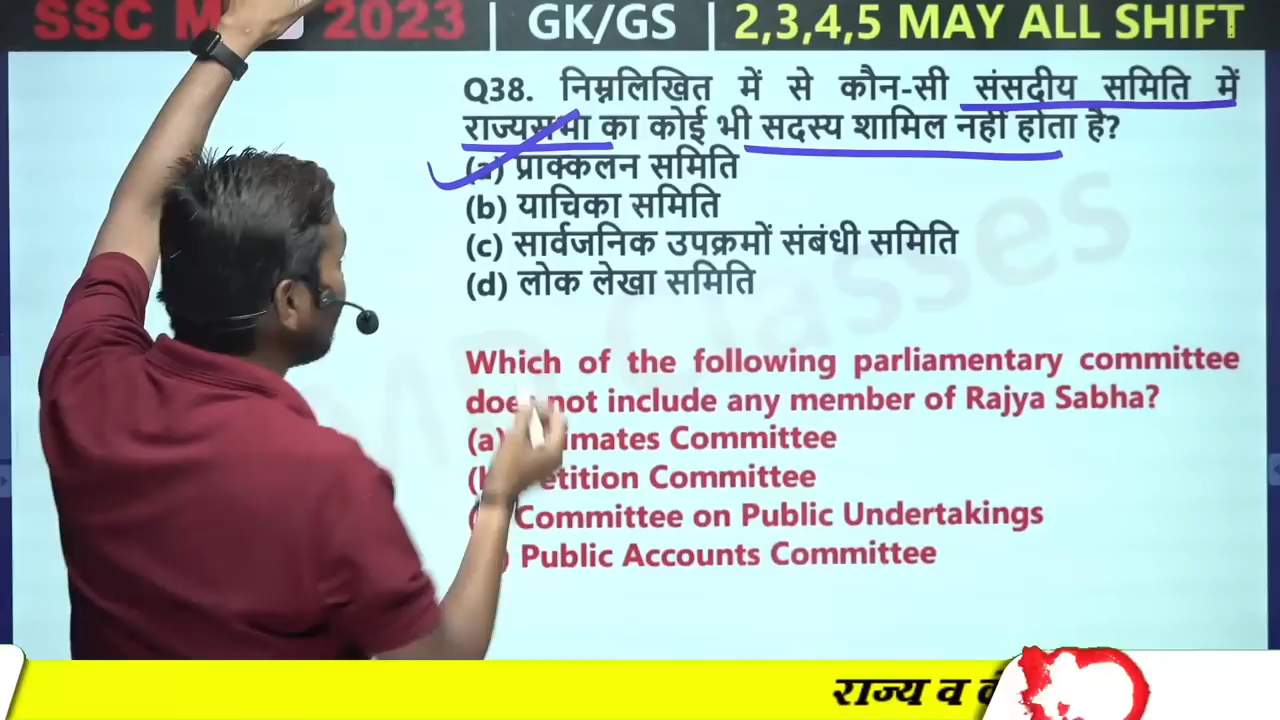 SSC M 2023 | GK/GS | 2,3,4,5 MAY ALL SHIFT
Q38. निम्नलिखित में से कौन-सी संसदीय समिति में
राज्यसभा का कोई भी सदस्य शामिल नहीं होता है?
(a) प्राक्कलन समिति
(b) याचिका समिति
(c) सार्वजनिक उपक्रमों संबंधी समिति
(d) लोक लेखा समिति
Which of the following parliamentary committee
not include any member of Rajya Sabha?
(a) Committee
Committee
Committee on Public Undertakings
Public Accounts Committee
राज्य व